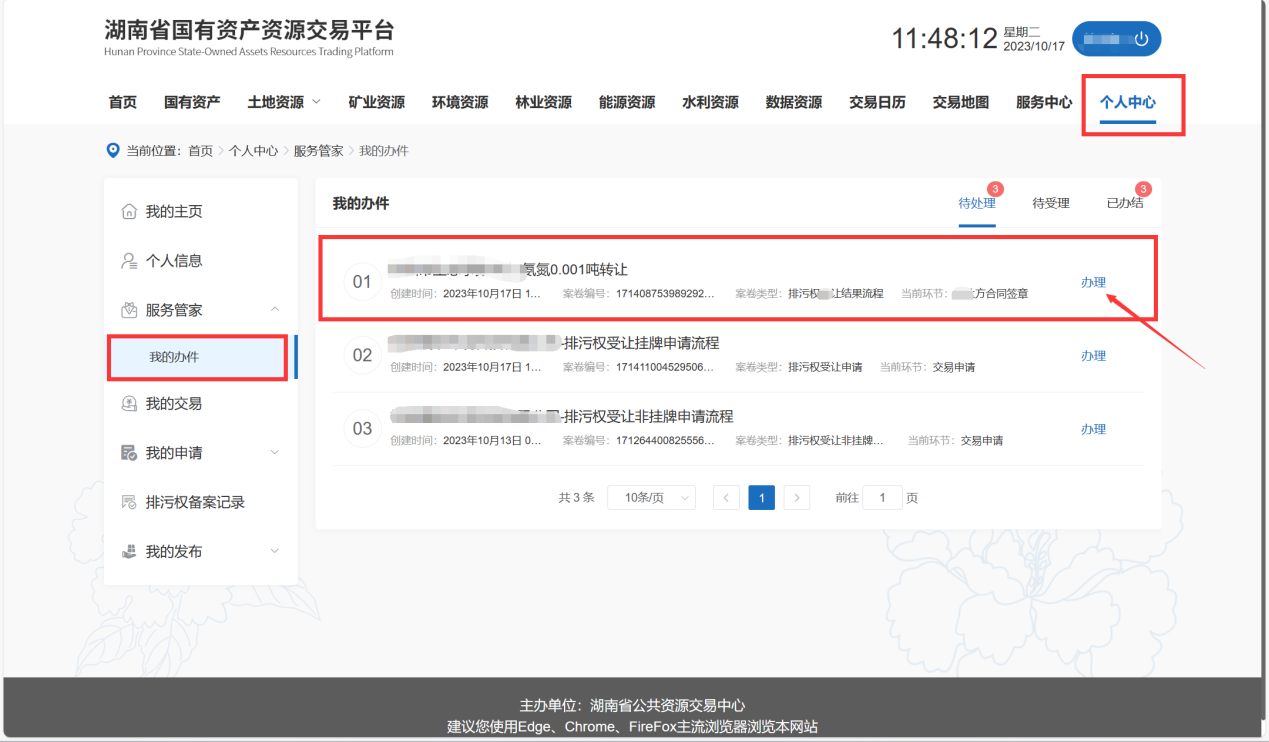 湖南省国有资产资源交易平台
Hunan Province State-Owned Assets Resources Trading Platform
11:48:12 星期二
2023/10/17
首页 国有资产 土地资源 矿业资源 环境资源 林业资源 能源资源 水利资源 数据资源 交易日历 交易地图 服务中心 个人中心
当前位置： 首页 > 个人中心 > 服务管家 > 我的办件
我的主页
个人信息
服务管家
我的办件
我的交易
我的申请
排污权备案记录
我的发布
我的办件
待处理 3 待受理 已办结 3
01 氨氮0.001吨转让
创建时间： 2023年10月17日 1... 案卷编号： 171408753989292... 案卷类型： 排污权 让结果流程 当前环节： 方合同签章
办理
02 -排污权受让挂牌申请流程
创建时间： 2023年10月17日 1... 案卷编号： 171411004529506... 案卷类型： 排污权受让申请 当前环节： 交易申请
办理
03 -排污权受让非挂牌申请流程
创建时间： 2023年10月13日 0... 案卷编号： 171264400825556... 案卷类型： 排污权受让非挂牌... 当前环节： 交易申请
办理
共 3 条 10条/页 < 1 > 前往 1 页
主办单位：湖南省公共资源交易中心
建议您使用Edge、Chrome、FireFox主流浏览器浏览本网站